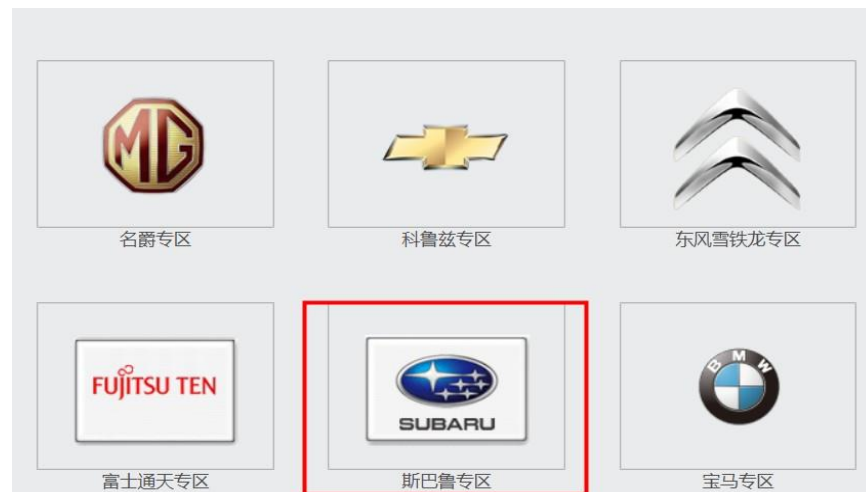 MG
名爵专区
科鲁兹专区
东风雪铁龙专区
FUJITSU TEN
富士通天专区
SUBARU
斯巴鲁专区
BMW
宝马专区